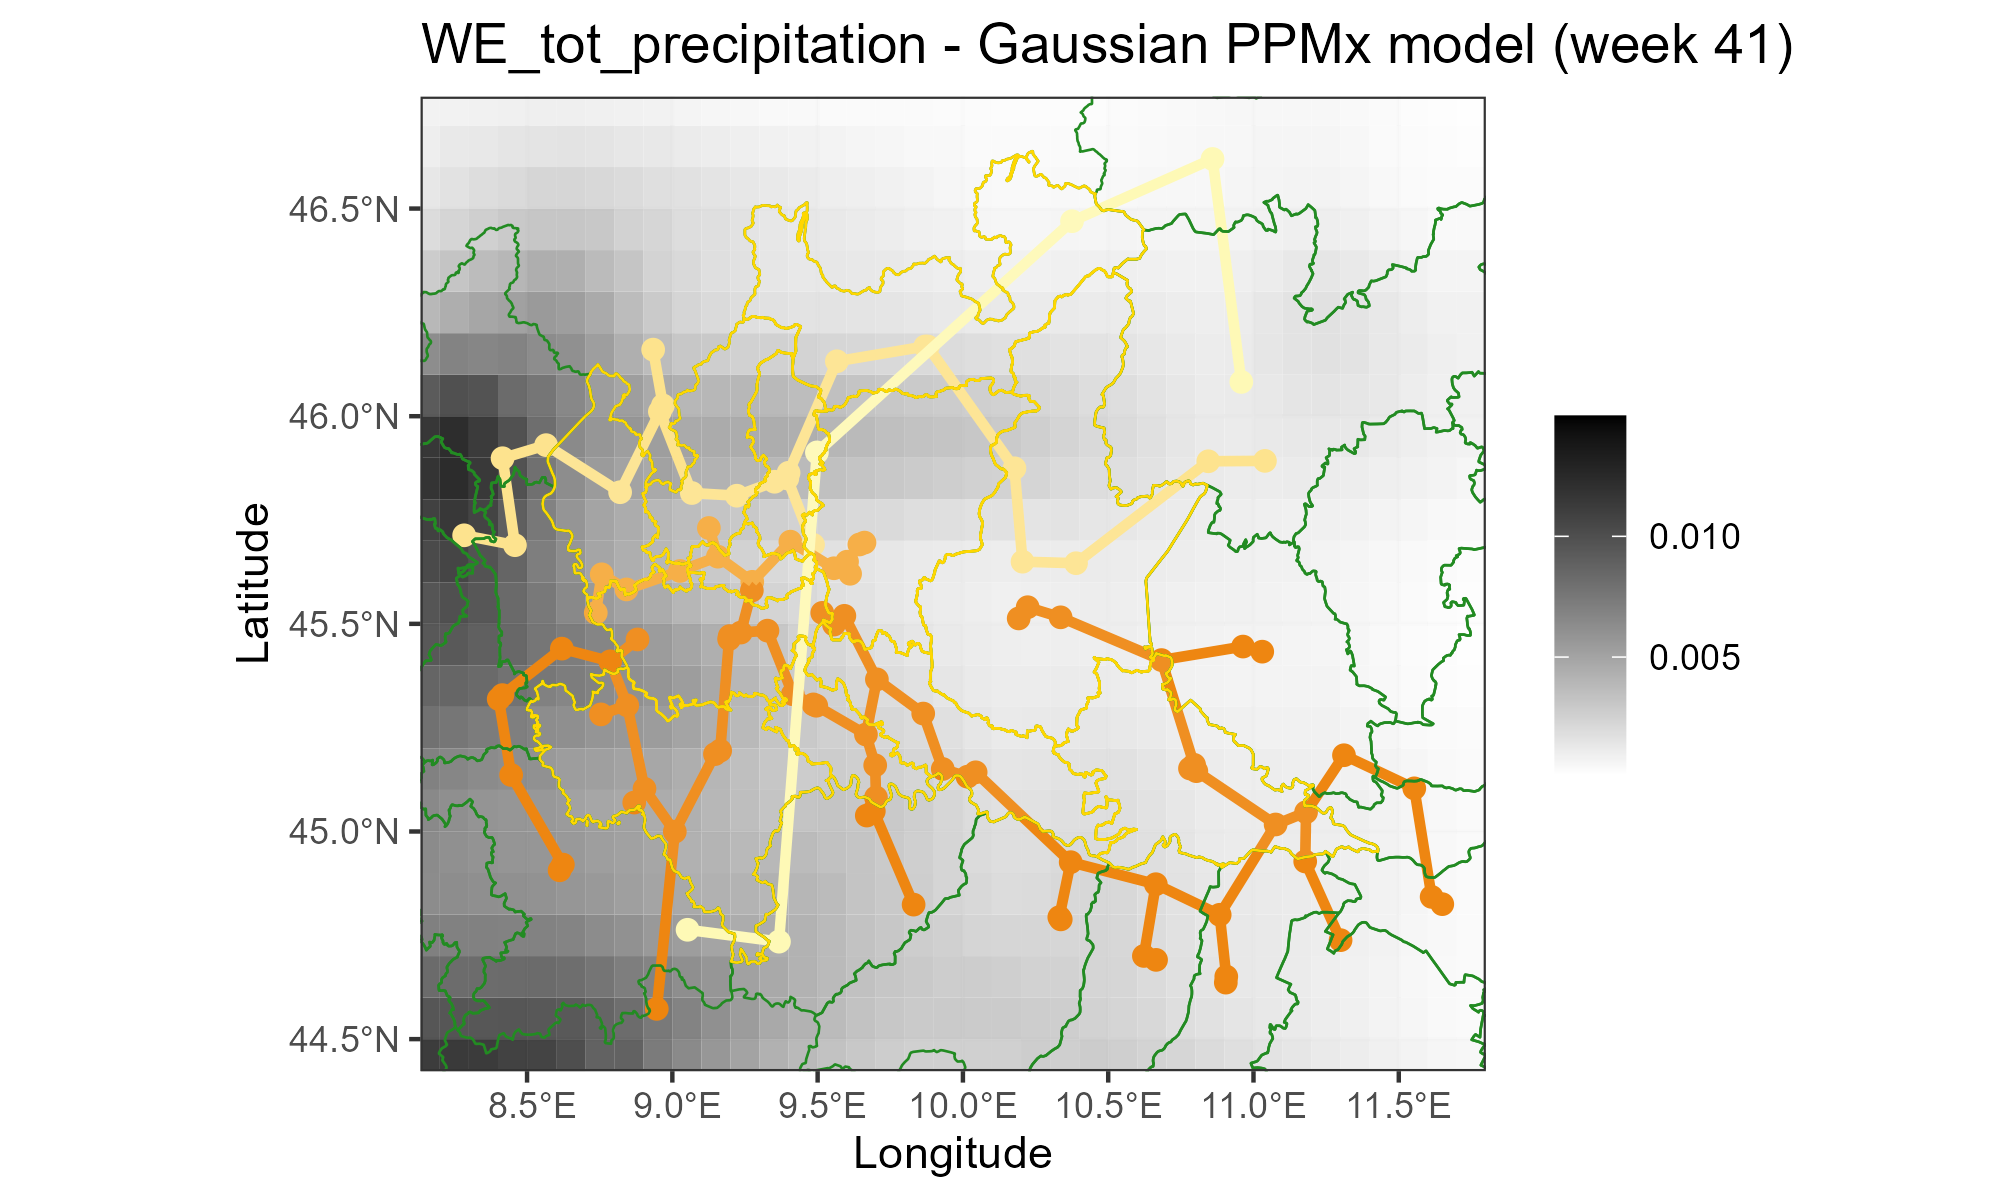 WE_tot_precipitation - Gaussian PPMx model (week 41)
46.5°N
46.0°N
45.5°N
45.0°N
44.5°N
Latitude
0.010
0.005
8.5°E 9.0°E 9.5°E 10.0°E 10.5°E 11.0°E 11.5°E
Longitude